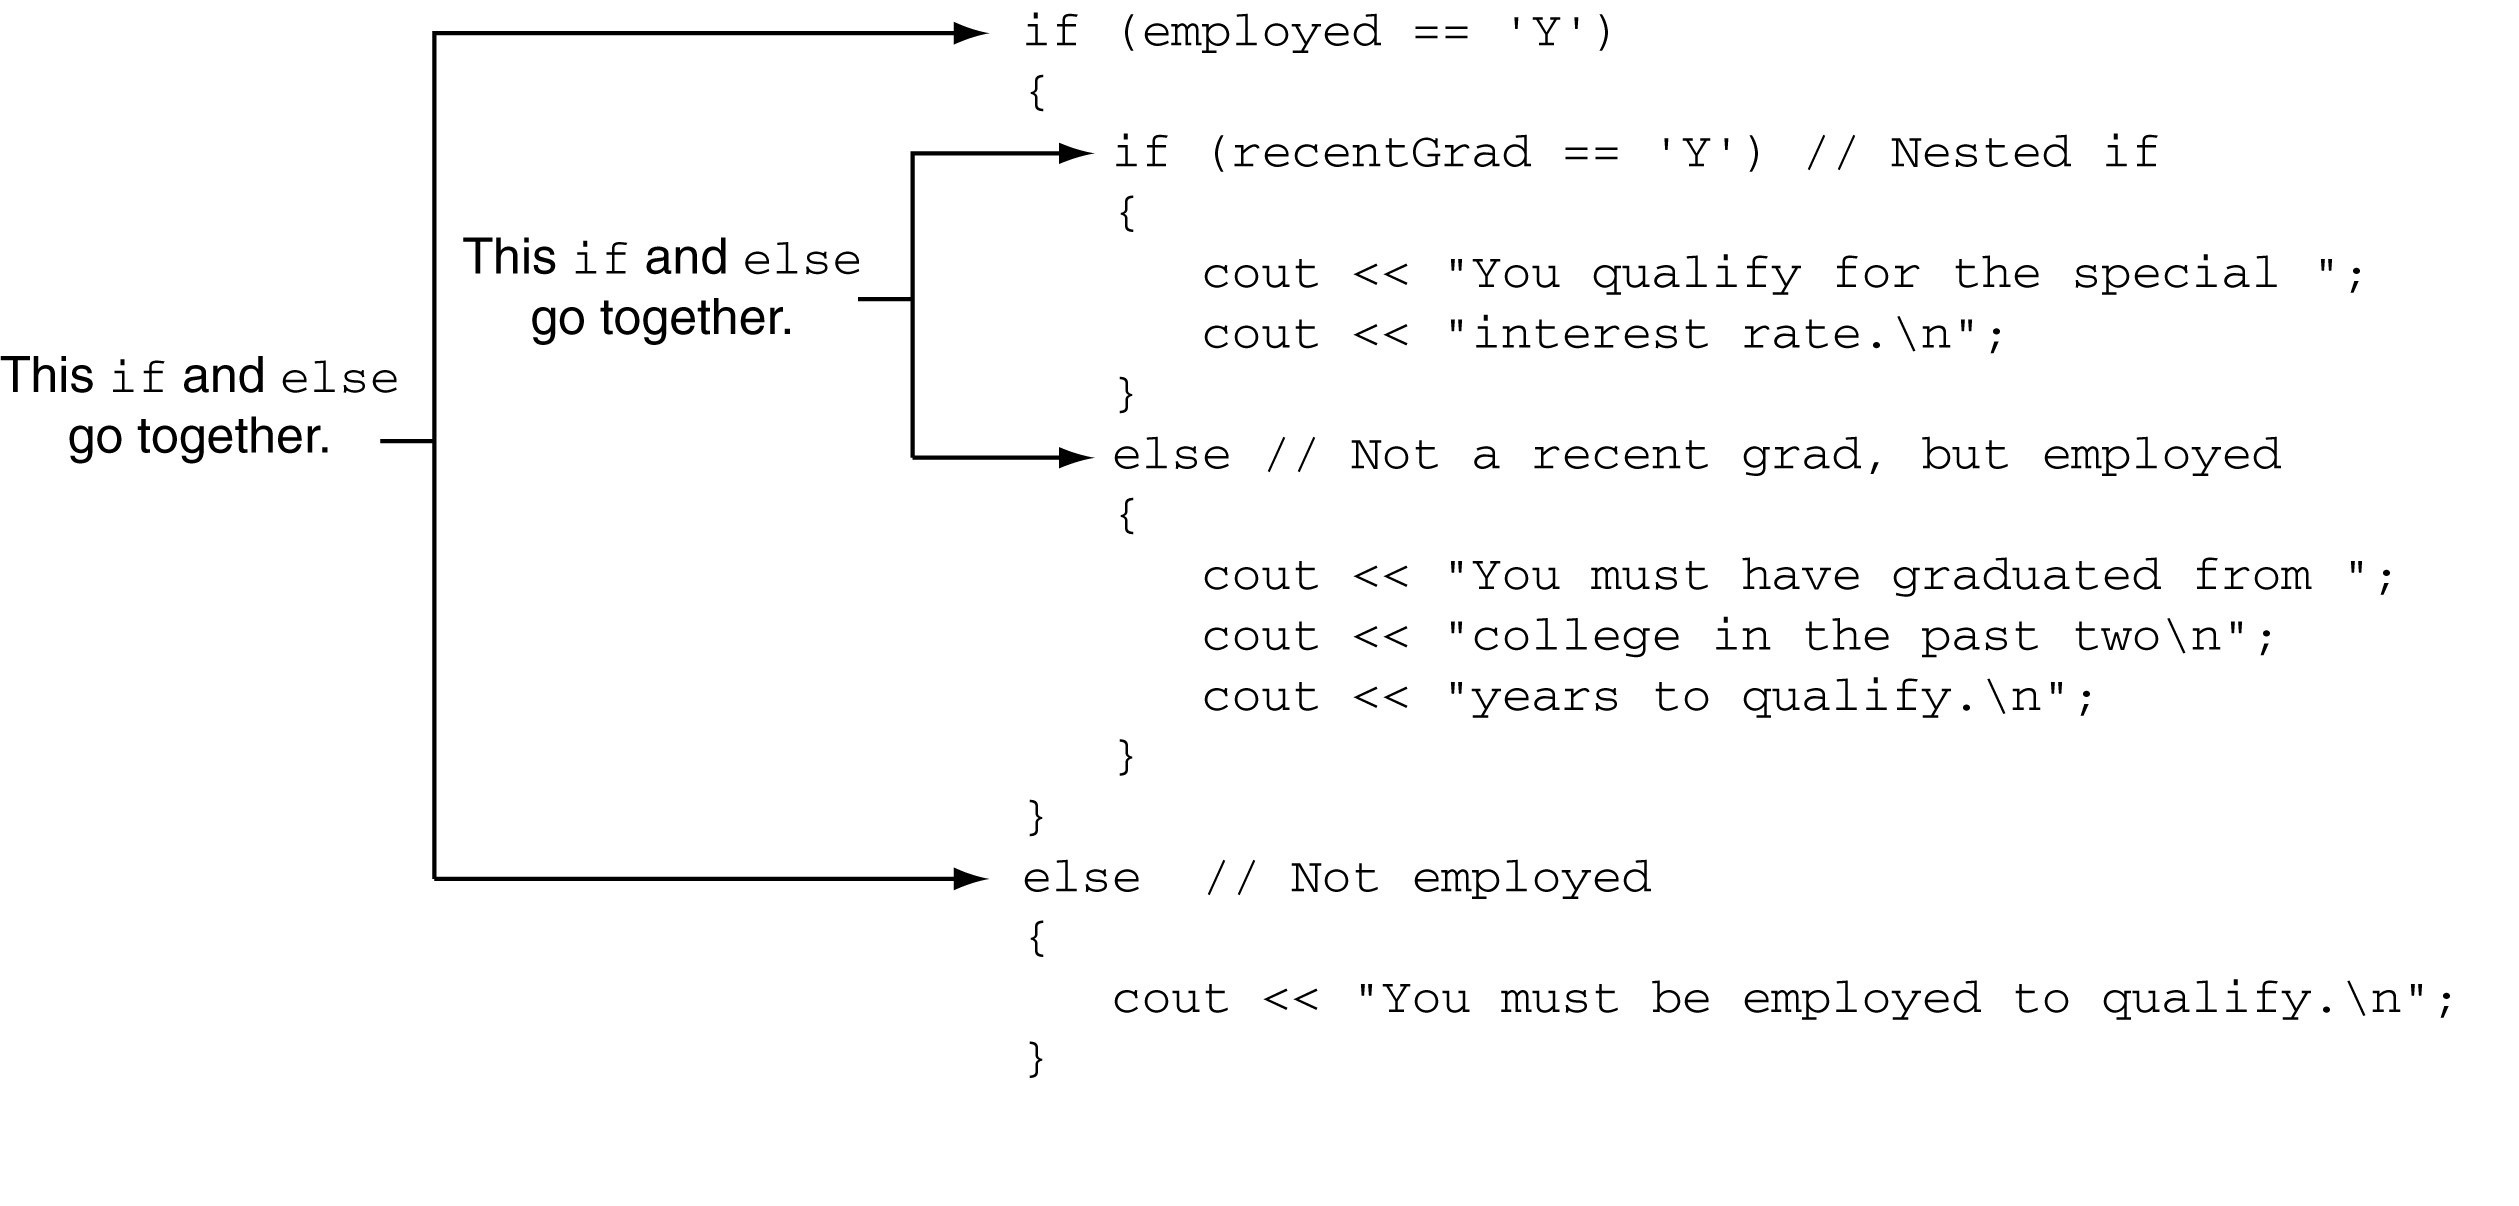 if (employed == 'Y')
{
if (recentGrad == 'Y') // Nested if
{
This if and else
go together.
cout << "You qualify for the special ";
cout << "interest rate.\n";
}
This if and else
go together.
else // Not a recent grad, but employed
{
cout << "You must have graduated from ";
cout << "college in the past two\n";
cout << "years to qualify.\n";
}
}
else  // Not employed
{
cout << "You must be employed to qualify.\n";
}